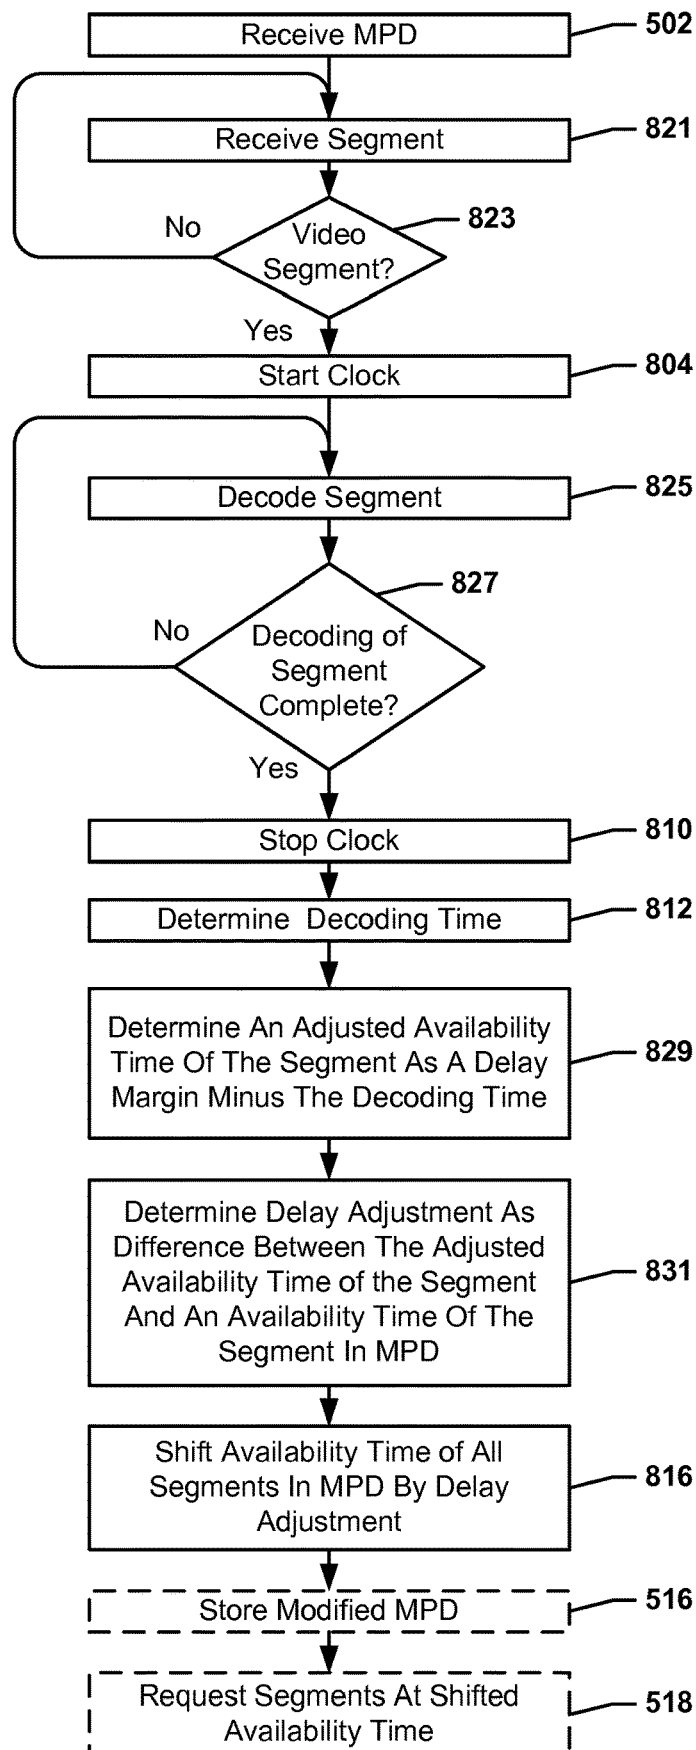 Receive MPD
502
Receive Segment
821
Video
Segment?
823
No
Yes
Start Clock
804
Decode Segment
825
827
Decoding of
Segment
Complete?
No
Yes
Stop Clock
810
Determine Decoding Time
812
Determine An Adjusted Availability
Time Of The Segment As A Delay
Margin Minus The Decoding Time
829
Determine Delay Adjustment As
Difference Between The Adjusted
Availability Time of the Segment
And An Availability Time Of The
Segment In MPD
831
Shift Availability Time of All
Segments In MPD By Delay
Adjustment
816
Store Modified MPD
516
Request Segments At Shifted
Availability Time
518